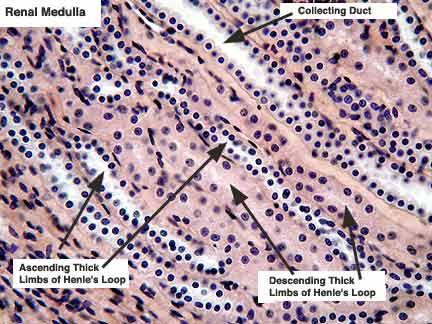 Renal Medulla
Collecting Duct
Ascending Thick
Limbs of Henle's Loop
Descending Thick
Limbs of Henle's Loop